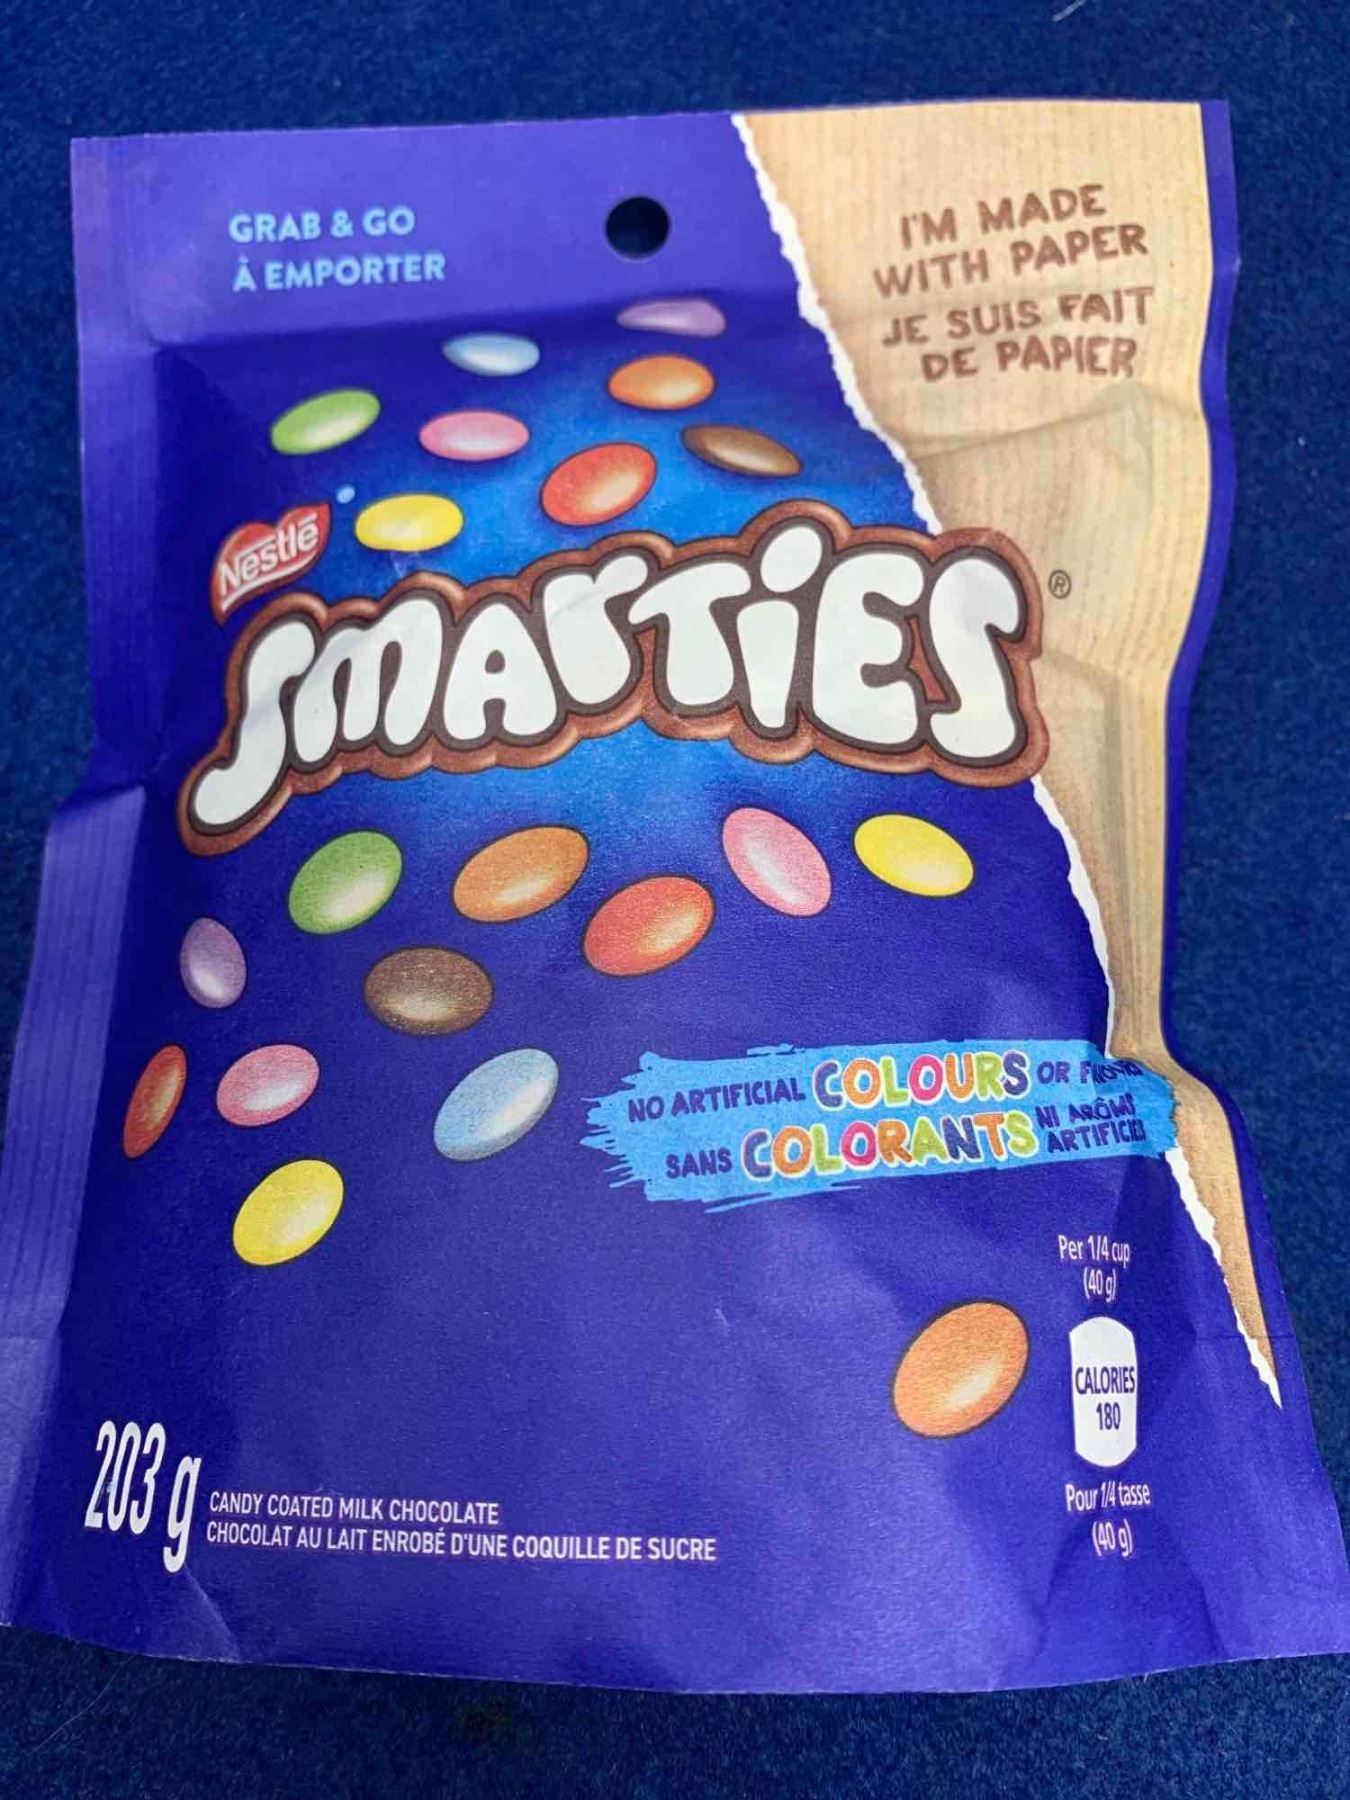 GRAB & GO
À EMPORTER
I'M MADE
WITH PAPER
JE SUIS FAIT
DE PAPIER
Nestlé
SMARTIES®
NO ARTIFICIAL COLOURS OR
SANS COLORANTS NI
Per 1/4 cup
(40 g)
CALORIES
180
Pour 1/4 tasse
(40 g)
203 g
CANDY COATED MILK CHOCOLATE
CHOCOLAT AU LAIT ENROBÉ D'UNE COQUILLE DE SUCRE